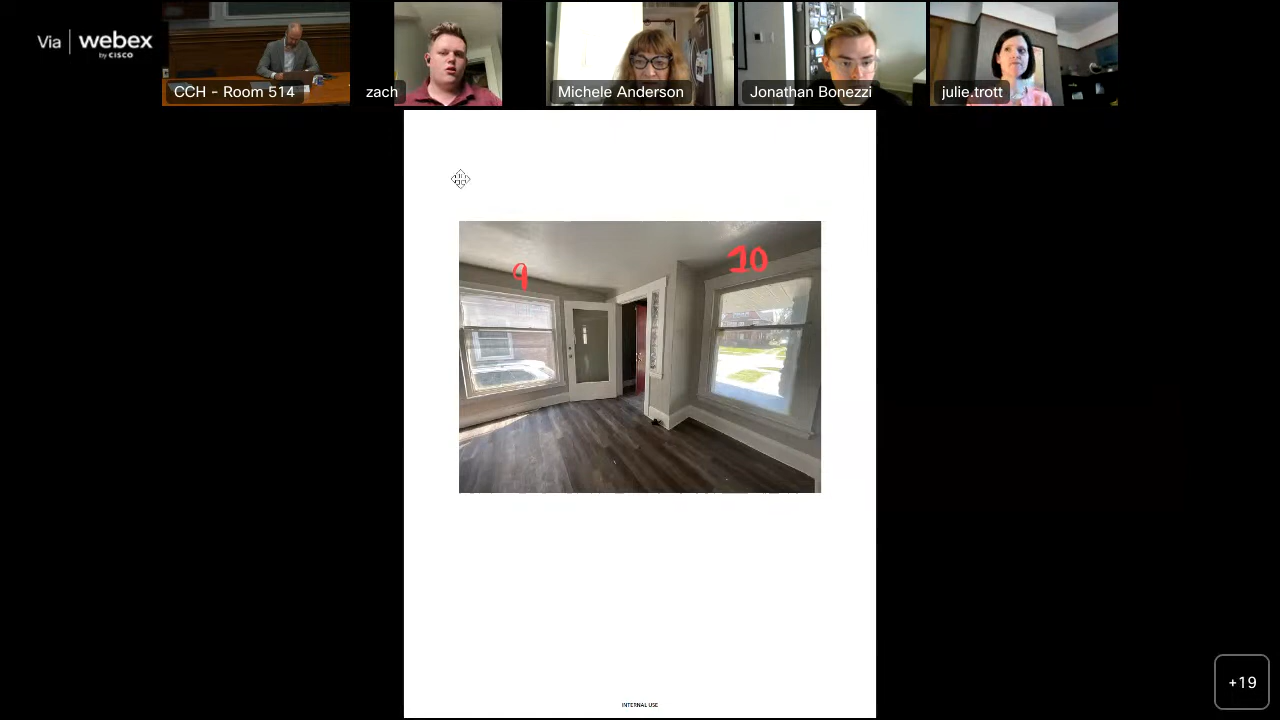 Via webex
by CISCO
CCH - Room 514
zach
Michele Anderson
Jonathan Bonezzi
julie.trott
9
10
+19
INTERNAL USE